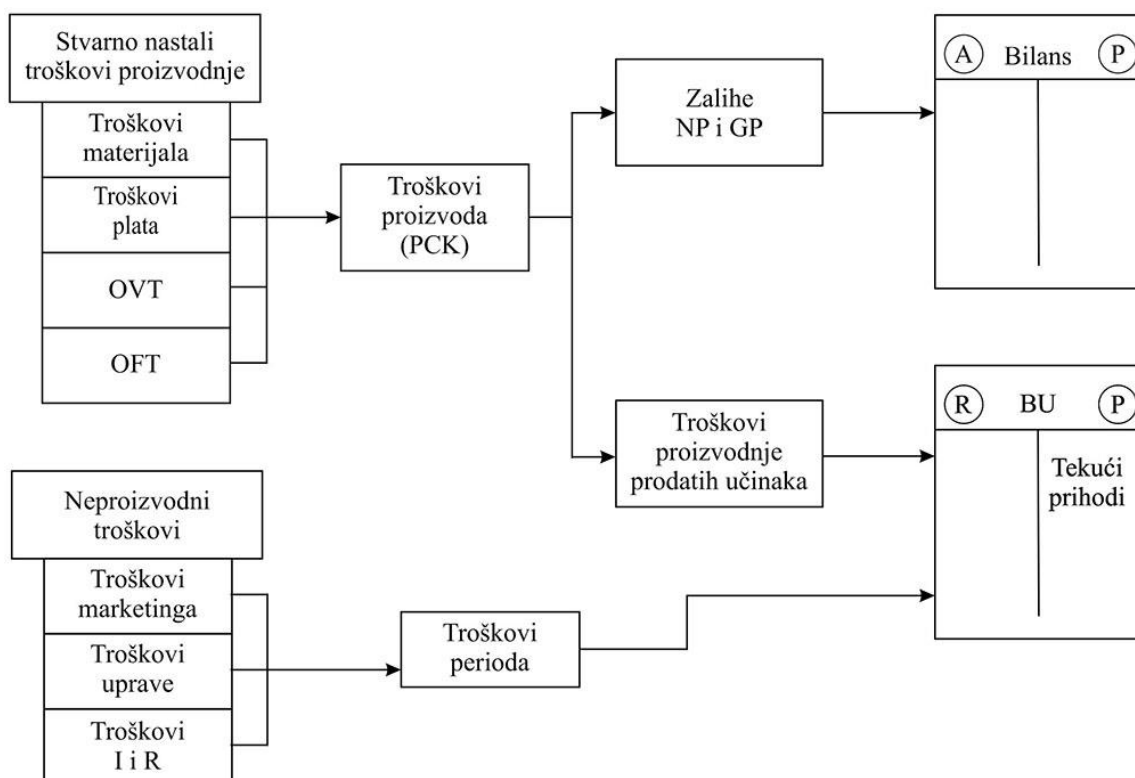 Stvarno nastali
troškovi proizvodnje
Troškovi
materijala
Troškovi
plata
OVT
OFT
Troškovi
proizvoda
(PCK)
Zalihe
NP i GP
A Bilans P
Troškovi
proizvodnje
prodatih učinaka
R BU P
Tekući
prihodi
Neproizvodni
troškovi
Troškovi
marketinga
Troškovi
uprave
Troškovi
I i R
Troškovi
perioda